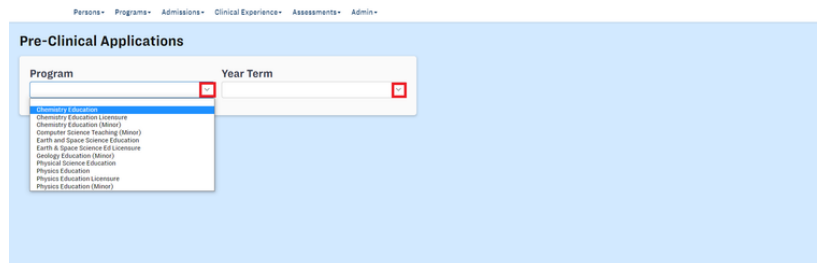 Persons Programs Admissions Clinical Experience Assessments Admin
Pre-Clinical Applications
Program Year Term
Chemistry Education
Chemistry Education Licensure
Chemistry Education (Minor)
Computer Science Teaching (Minor)
Earth and Space Science Education
Earth & Space Science Ed Licensure
Geology Education (Minor)
Physical Science Education
Physics Education
Physics Education Licensure
Physics Education (Minor)